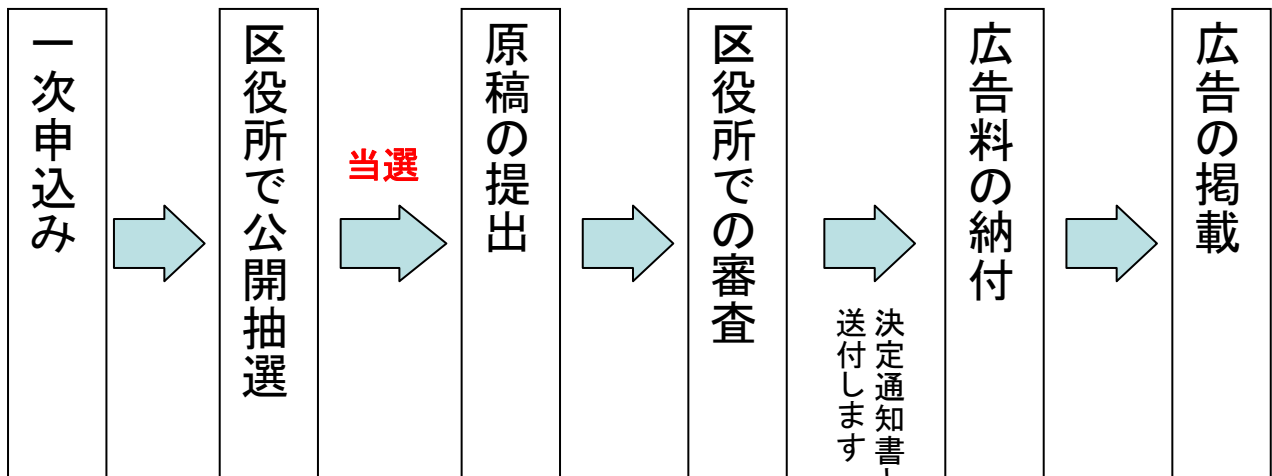 一次申込み
区役所で公開抽選
当選
原稿の提出
区役所での審査
決定通知書
送付します
広告料の納付
広告の掲載